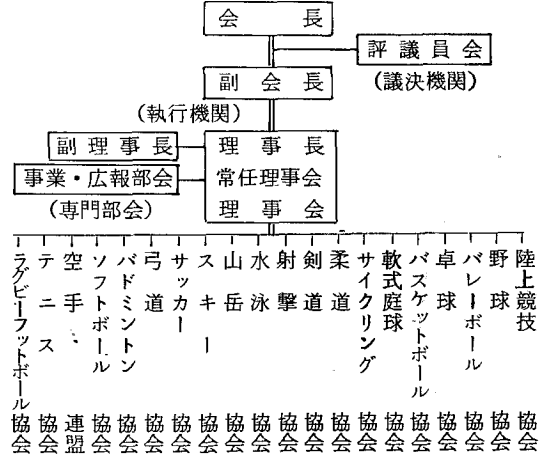 会長
評議員会
(議決機関)
副会長
(執行機関)
副理事長
理事長
事業・広報部会
常任理事会
(専門部会)
理事会
陸上競技協会
野球協会
バレーボール協会
卓球協会
バスケットボール協会
軟式庭球協会
サイクリング協会
柔道協会
剣道協会
射撃協会
水泳協会
山岳協会
スキー協会
サッカー協会
弓道協会
バドミントン協会
ソフトボール協会
空手・連盟
テニス協会
ラグビーフットボール協会